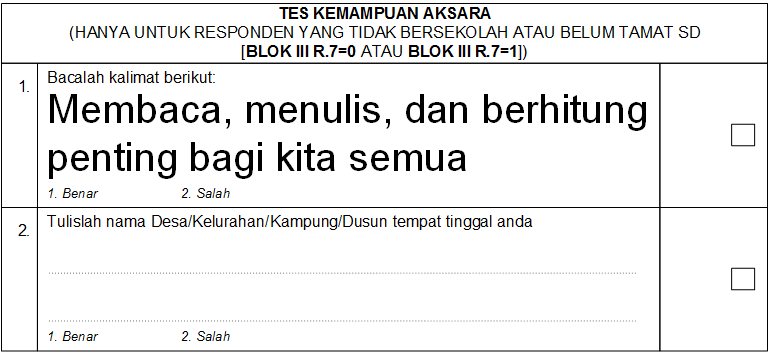 TES KEMAMPUAN AKSARA
(HANYA UNTUK RESPONDEN YANG TIDAK BERSEKOLAH ATAU BELUM TAMAT SD
[BLOK III R.7=0 ATAU BLOK III R.7=1])
1.
Bacalah kalimat berikut:
Membaca, menulis, dan berhitung
penting bagi kita semua
1. Benar 2. Salah
2.
Tulislah nama Desa/Kelurahan/Kampung/Dusun tempat tinggal anda
1. Benar 2. Salah